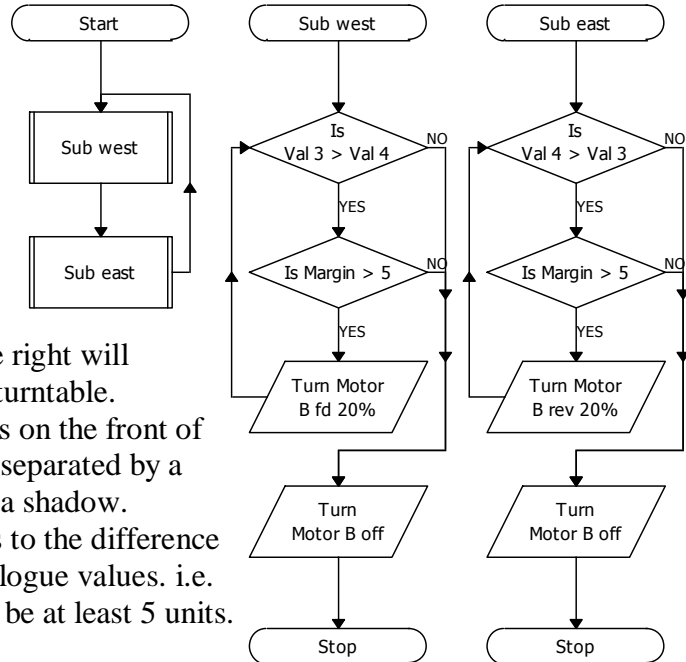 Start
Sub west
Sub east
Sub west
Is
Val 3 > Val 4
NO
YES
Is Margin > 5
NO
YES
Turn Motor
B fd 20%
Turn
Motor B off
Stop
Sub east
Is
Val 4 > Val 3
NO
YES
Is Margin > 5
NO
YES
Turn Motor
B rev 20%
Turn
Motor B off
Stop
right will
turntable.
s on the front of
separated by a
a shadow.
s to the difference
logue values. i.e.
be at least 5 units.